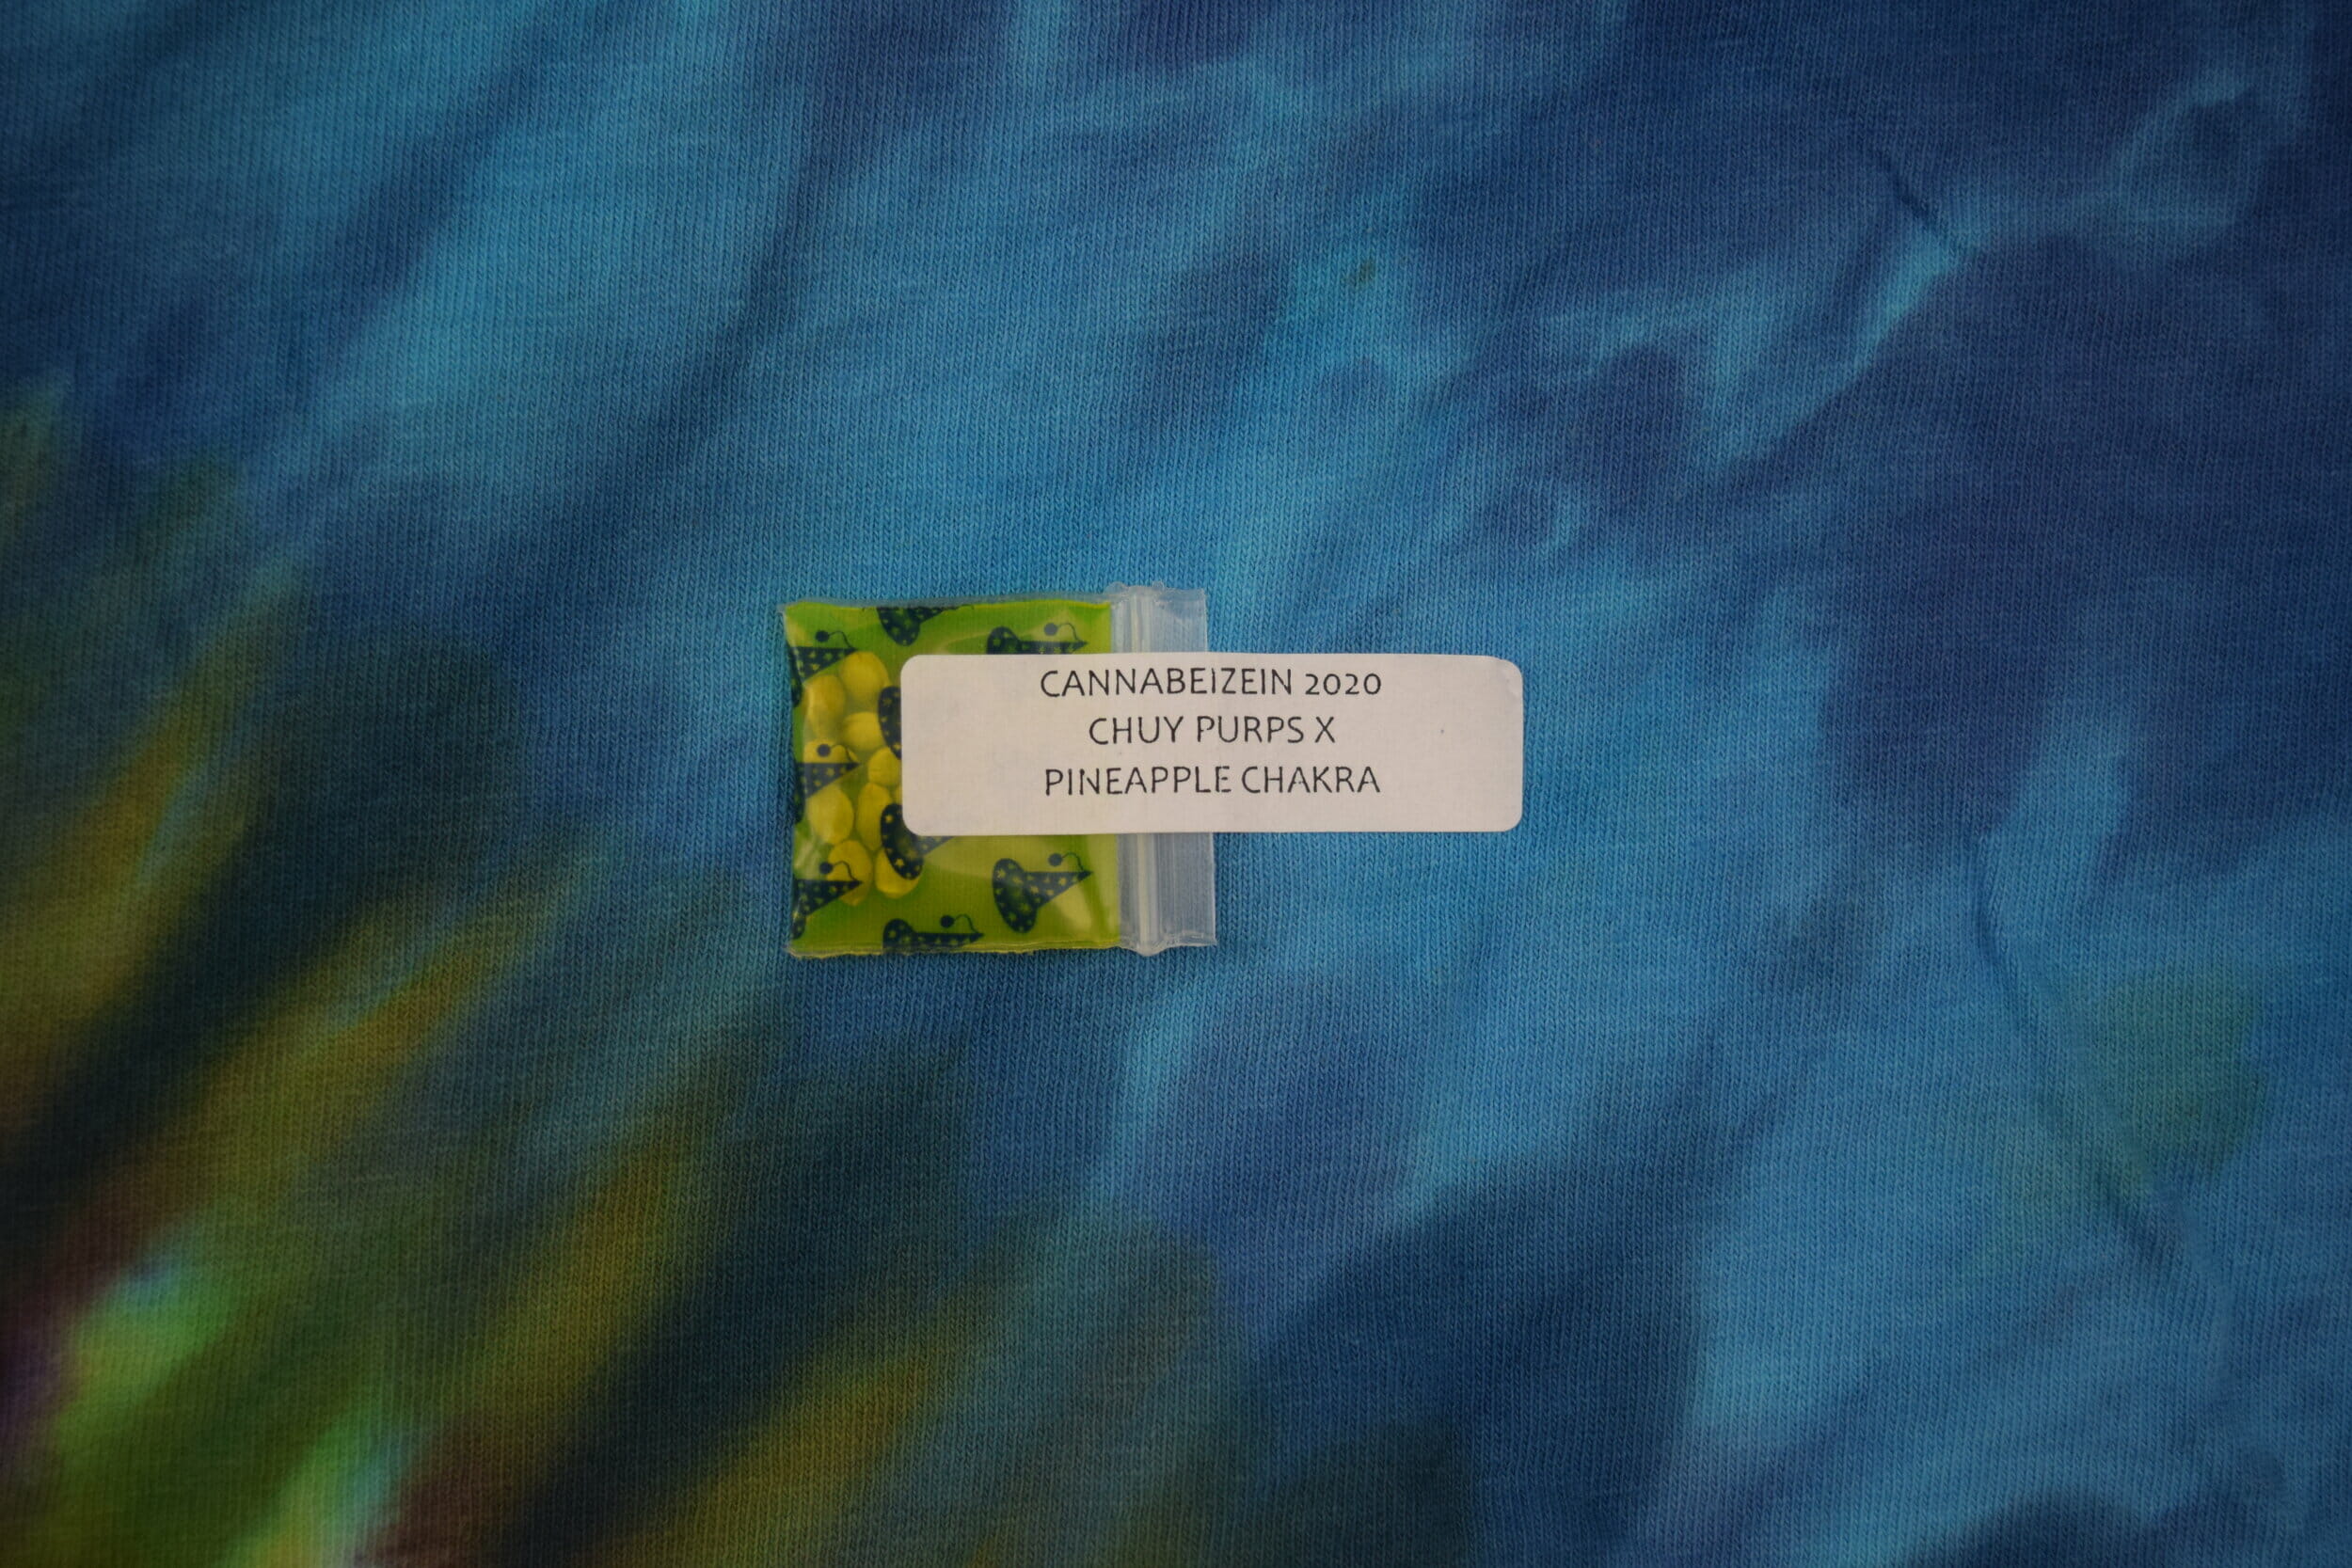 CANNABEIZEIN 2020
CHUY PURPS X
PINEAPPLE CHAKRA